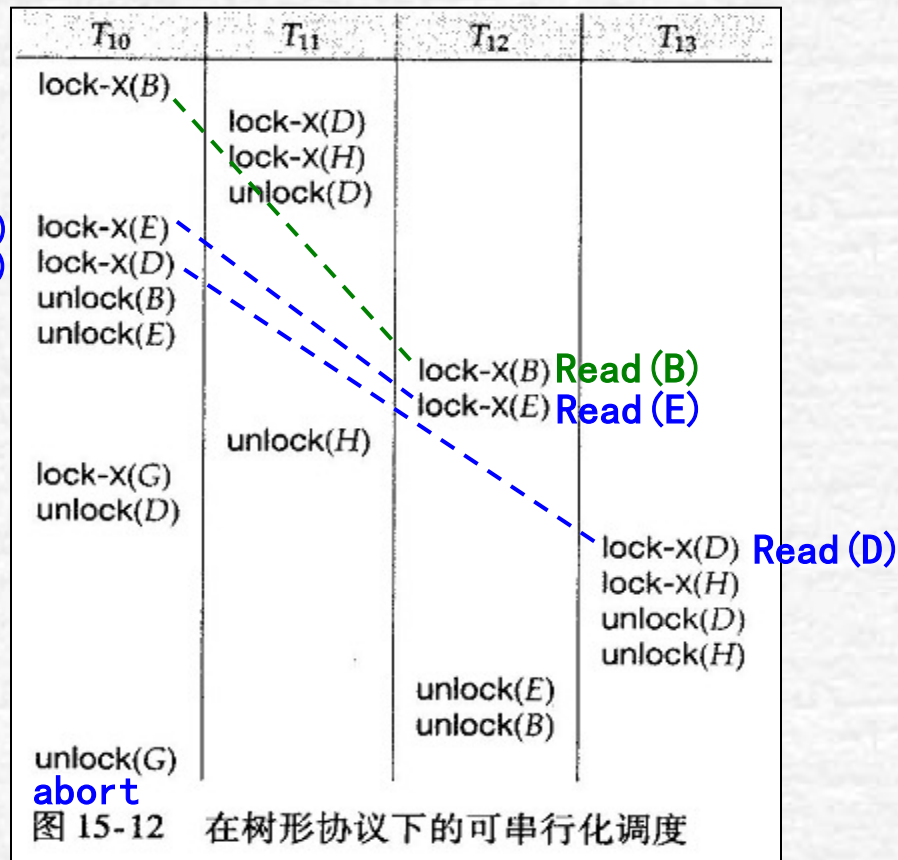 T10 T11 T12 T13
lock-X(B)
lock-X(D)
lock-X(H)
unlock(D)
) lock-X(E)
) lock-X(D)
unlock(B)
unlock(E)
lock-X(B) Read(B)
lock-X(E) Read(E)
unlock(H)
lock-X(G)
unlock(D)
lock-X(D) Read(D)
lock-X(H)
unlock(D)
unlock(H)
unlock(E)
unlock(B)
unlock(G)
abort
图 15-12 在树形协议下的可串行化调度